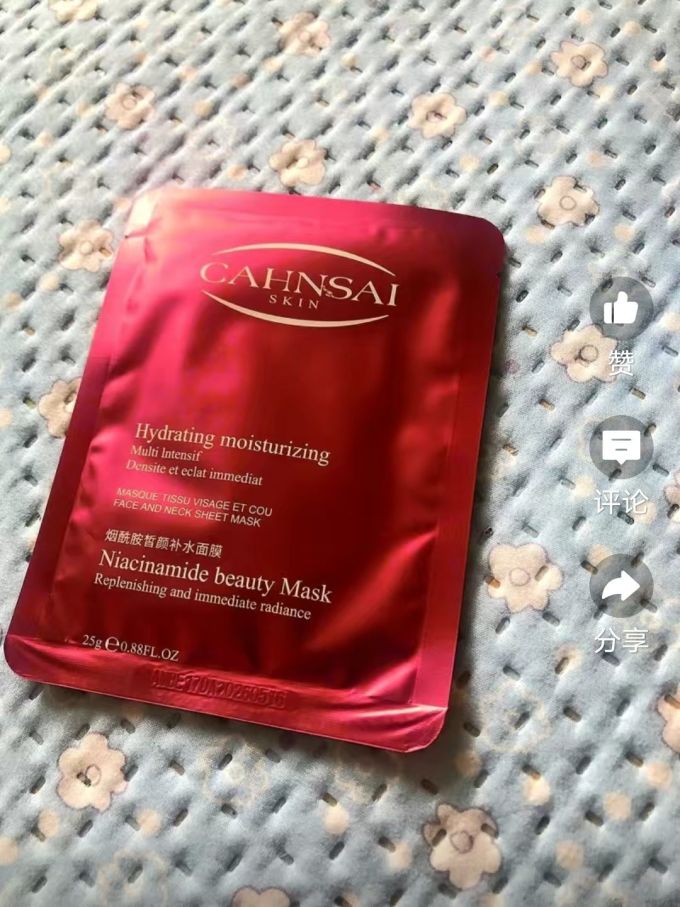 CAHNSAI
SKIN
Hydrating moisturizing
Multi Intensif
Densite et eclat immediat
MASQUE TISSU VISAGE ET COU
FACE AND NECK SHEET MASK
烟酰胺皙颜补水面膜
Niacinamide beauty Mask
Replenishing and immediate radiance
25g ℮0.88FL.OZ
赞
评论
分享